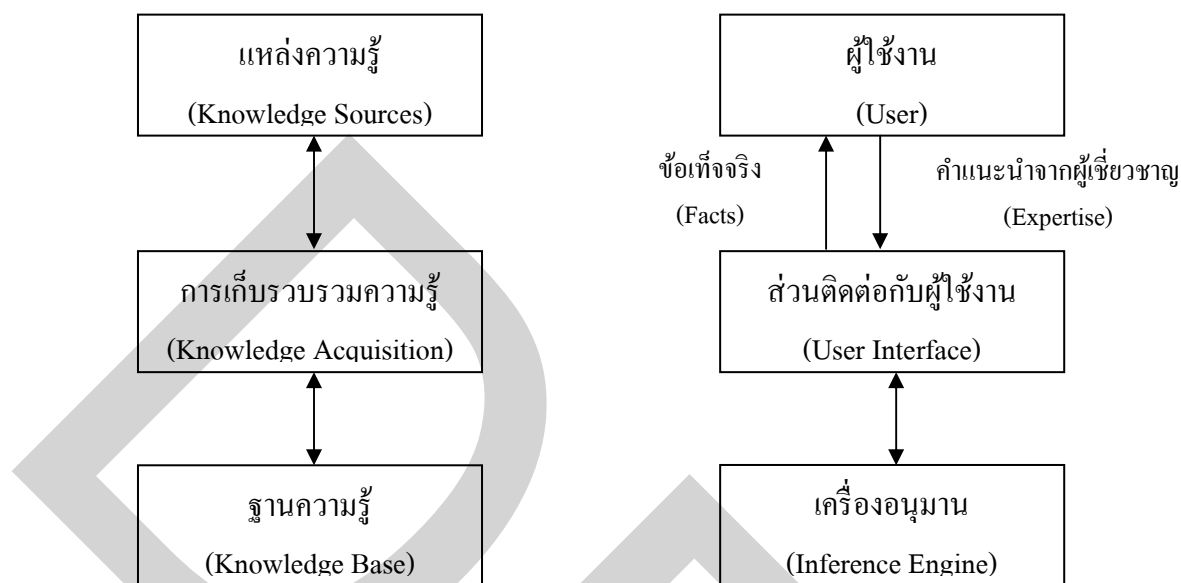 แหล่งความรู้
(Knowledge Sources)
ผู้ใช้งาน
(User)
ข้อเท็จจริง
(Facts)
คำแนะนำจากผู้เชี่ยวชาญ
(Expertise)
การเก็บรวบรวมความรู้
(Knowledge Acquisition)
ส่วนติดต่อกับผู้ใช้งาน
(User Interface)
ฐานความรู้
(Knowledge Base)
เครื่องอนุมาน
(Inference Engine)